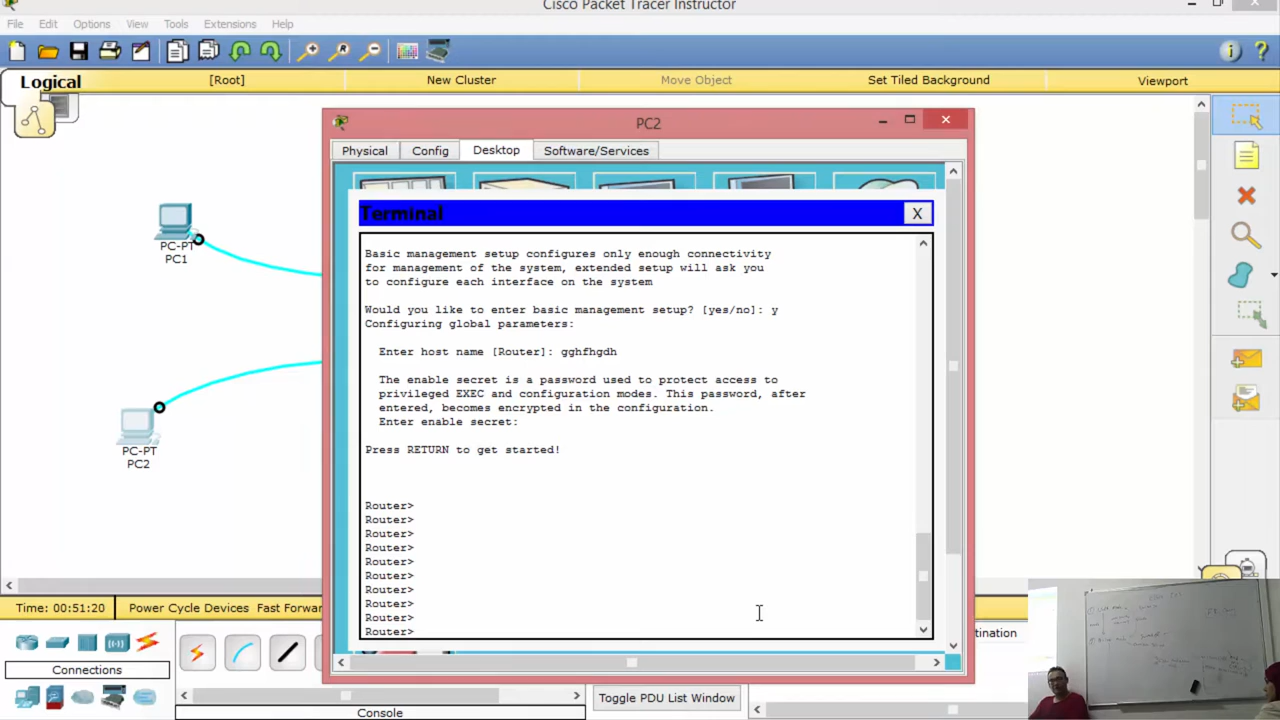 Cisco Packet Tracer Instructor
File Edit Options View Tools Extensions Help
Logical
[Root]
New Cluster
Move Object
Set Tiled Background
Viewport
PC2
Physical Config Desktop Software/Services
Terminal
X
Basic management setup configures only enough connectivity
for management of the system, extended setup will ask you
to configure each interface on the system
Would you like to enter basic management setup? [yes/no]: y
Configuring global parameters:
Enter host name [Router]: gghfhgdh
The enable secret is a password used to protect access to
privileged EXEC and configuration modes. This password, after
entered, becomes encrypted in the configuration.
Enter enable secret:
Press RETURN to get started!
Router>
Router>
Router>
Router>
Router>
Router>
Router>
Router>
Router>
Router>
PC-PT
PC1
PC-PT
PC2
Time: 00:51:20 Power Cycle Devices Fast Forwar
Connections
tination
Toggle PDU List Window
Console